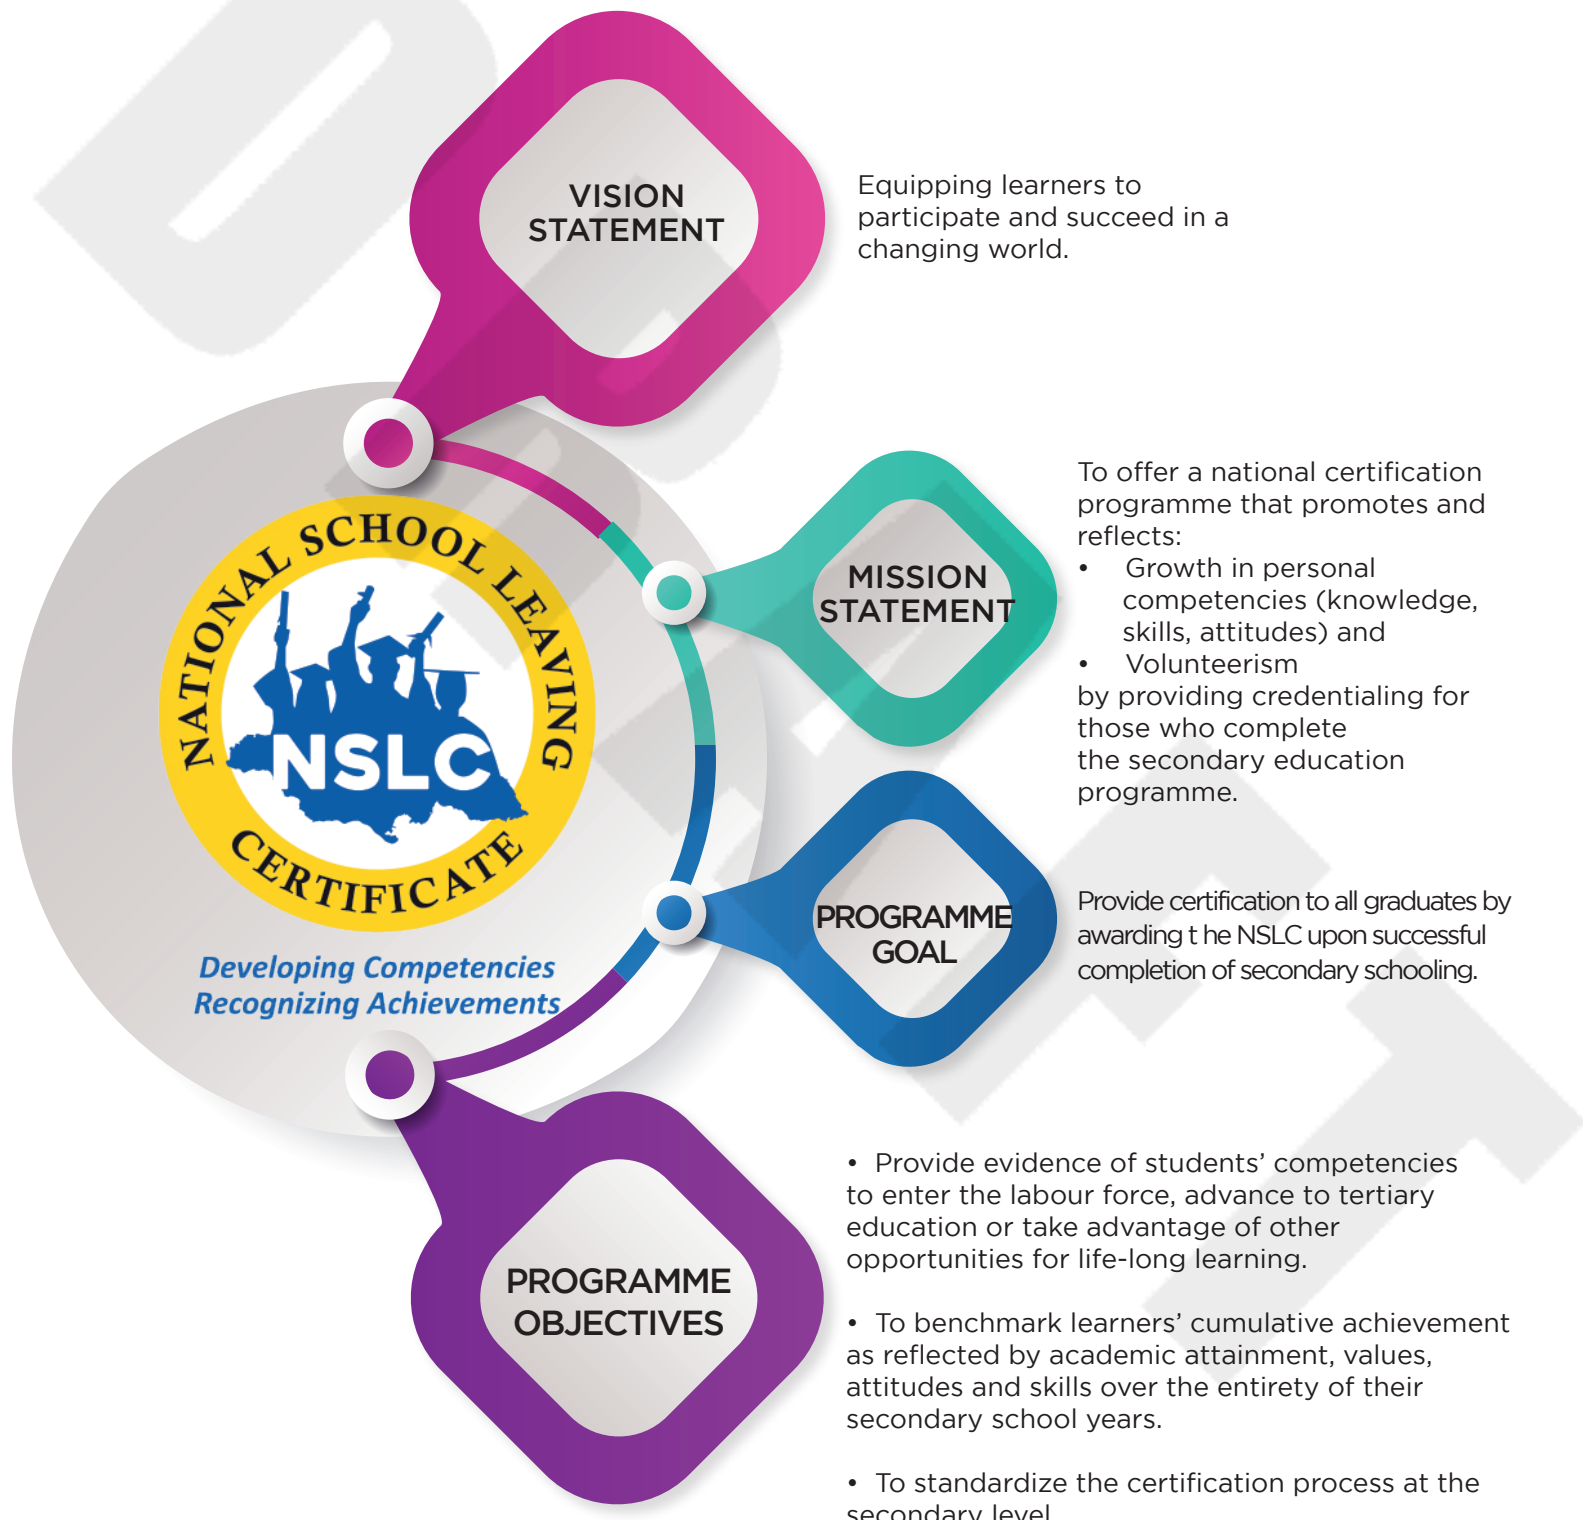 VISION
STATEMENT
Equipping learners to
participate and succeed in a
changing world.
NATIONAL SCHOOL LEAVING
NSLC
CERTIFICATE
Developing Competencies
Recognizing Achievements
MISSION
STATEMENT
To offer a national certification
programme that promotes and
reflects:
• Growth in personal
competencies (knowledge,
skills, attitudes) and
• Volunteerism
by providing credentialing for
those who complete
the secondary education
programme.
PROGRAMME
GOAL
Provide certification to all graduates by
awarding t he NSLC upon successful
completion of secondary schooling.
PROGRAMME
OBJECTIVES
• Provide evidence of students’ competencies
to enter the labour force, advance to tertiary
education or take advantage of other
opportunities for life-long learning.
• To benchmark learners’ cumulative achievement
as reflected by academic attainment, values,
attitudes and skills over the entirety of their
secondary school years.
• To standardize the certification process at the
secondary level
DRAFT